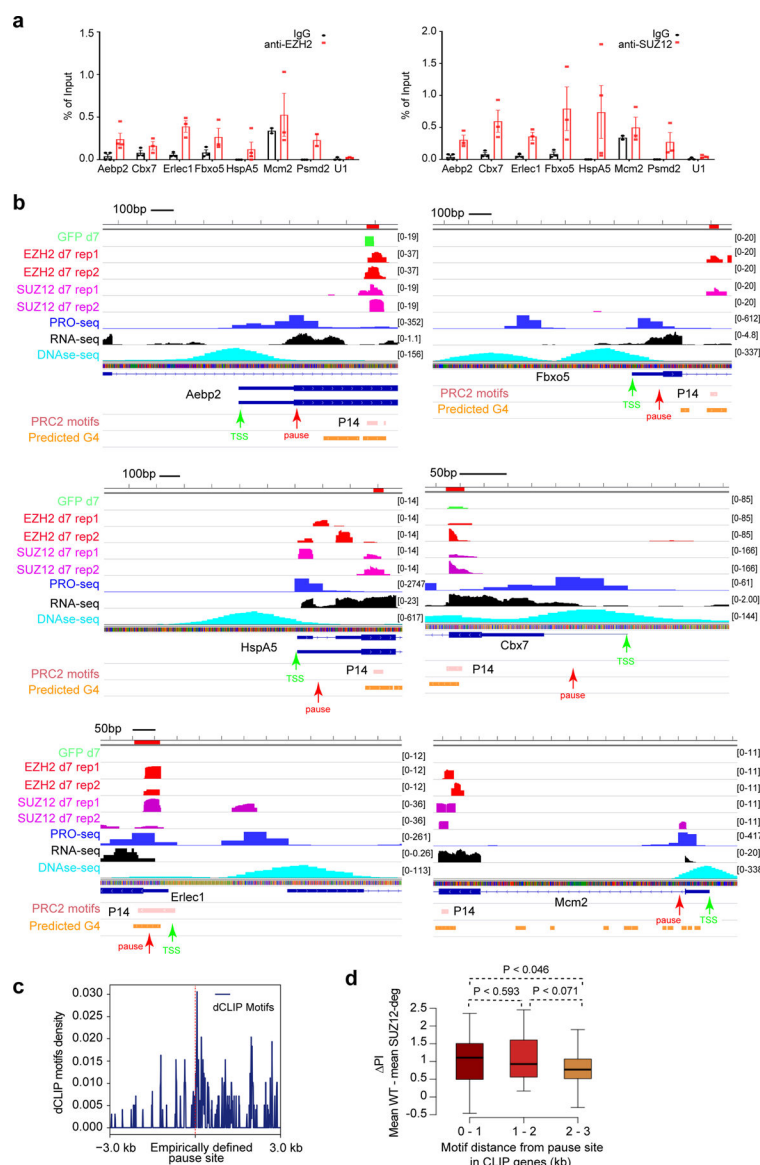 a
IgG
anti-EZH2
% of Input
1.5
1.0
0.5
0.0
Aebp2 Cbx7 Erlec1 Fbxo5 HspA5 Mcm2 Psmd2 U1
IgG
anti-SUZ12
% of Input
2.0
1.5
1.0
0.5
0.0
Aebp2 Cbx7 Erlec1 Fbxo5 HspA5 Mcm2 Psmd2 U1
b
100bp
GFP d7 [0-19]
EZH2 d7 rep1 [0-37]
EZH2 d7 rep2 [0-37]
SUZ12 d7 rep1 [0-19]
SUZ12 d7 rep2 [0-19]
PRO-seq [0-352]
RNA-seq [0-1.1]
DNAse-seq [0-156]
Aebp2
PRC2 motifs P14
Predicted G4
TSS
pause
100bp
[0-20]
[0-20]
[0-20]
[0-20]
[0-20]
[0-612]
[0-4.8]
[0-337]
Fbxo5
P14
TSS
pause
100bp
GFP d7 [0-14]
EZH2 d7 rep1 [0-14]
EZH2 d7 rep2 [0-14]
SUZ12 d7 rep1 [0-14]
SUZ12 d7 rep2 [0-14]
PRO-seq [0-2747
RNA-seq [0-23]
DNAse-seq [0-617]
HspA5
PRC2 motifs P14
Predicted G4
TSS
pause
50bp
[0-85]
[0-85]
[0-85]
[0-166]
[0-166]
[0-61]
[0-2.00]
[0-144]
Cbx7
P14
TSS
pause
50bp
GFP d7 [0-12]
EZH2 d7 rep1 [0-12]
EZH2 d7 rep2 [0-12]
SUZ12 d7 rep1 [0-36]
SUZ12 d7 rep2 [0-36]
PRO-seq [0-261]
RNA-seq [0-0.26]
DNAse-seq [0-113]
Erlec1
PRC2 motifs P14
Predicted G4
pause
TSS
[0-11]
[0-11]
[0-11]
[0-11]
[0-11]
[0-417
[0-20]
[0-338
Mcm2
P14
pause
TSS
c
dCLIP Motifs
dCLIP motifs density
0.030
0.025
0.020
0.015
0.010
0.005
0.000
−3.0 kb Empirically defined 3.0 kb
pause site
d
P < 0.046
P < 0.593 P < 0.071
ΔPI
Mean WT - mean SUZ12-deg
2.5
2
1.5
1
0.5
0
-0.5
0 - 1 1 - 2 2 - 3
Motif distance from pause site
in CLIP genes (kb)